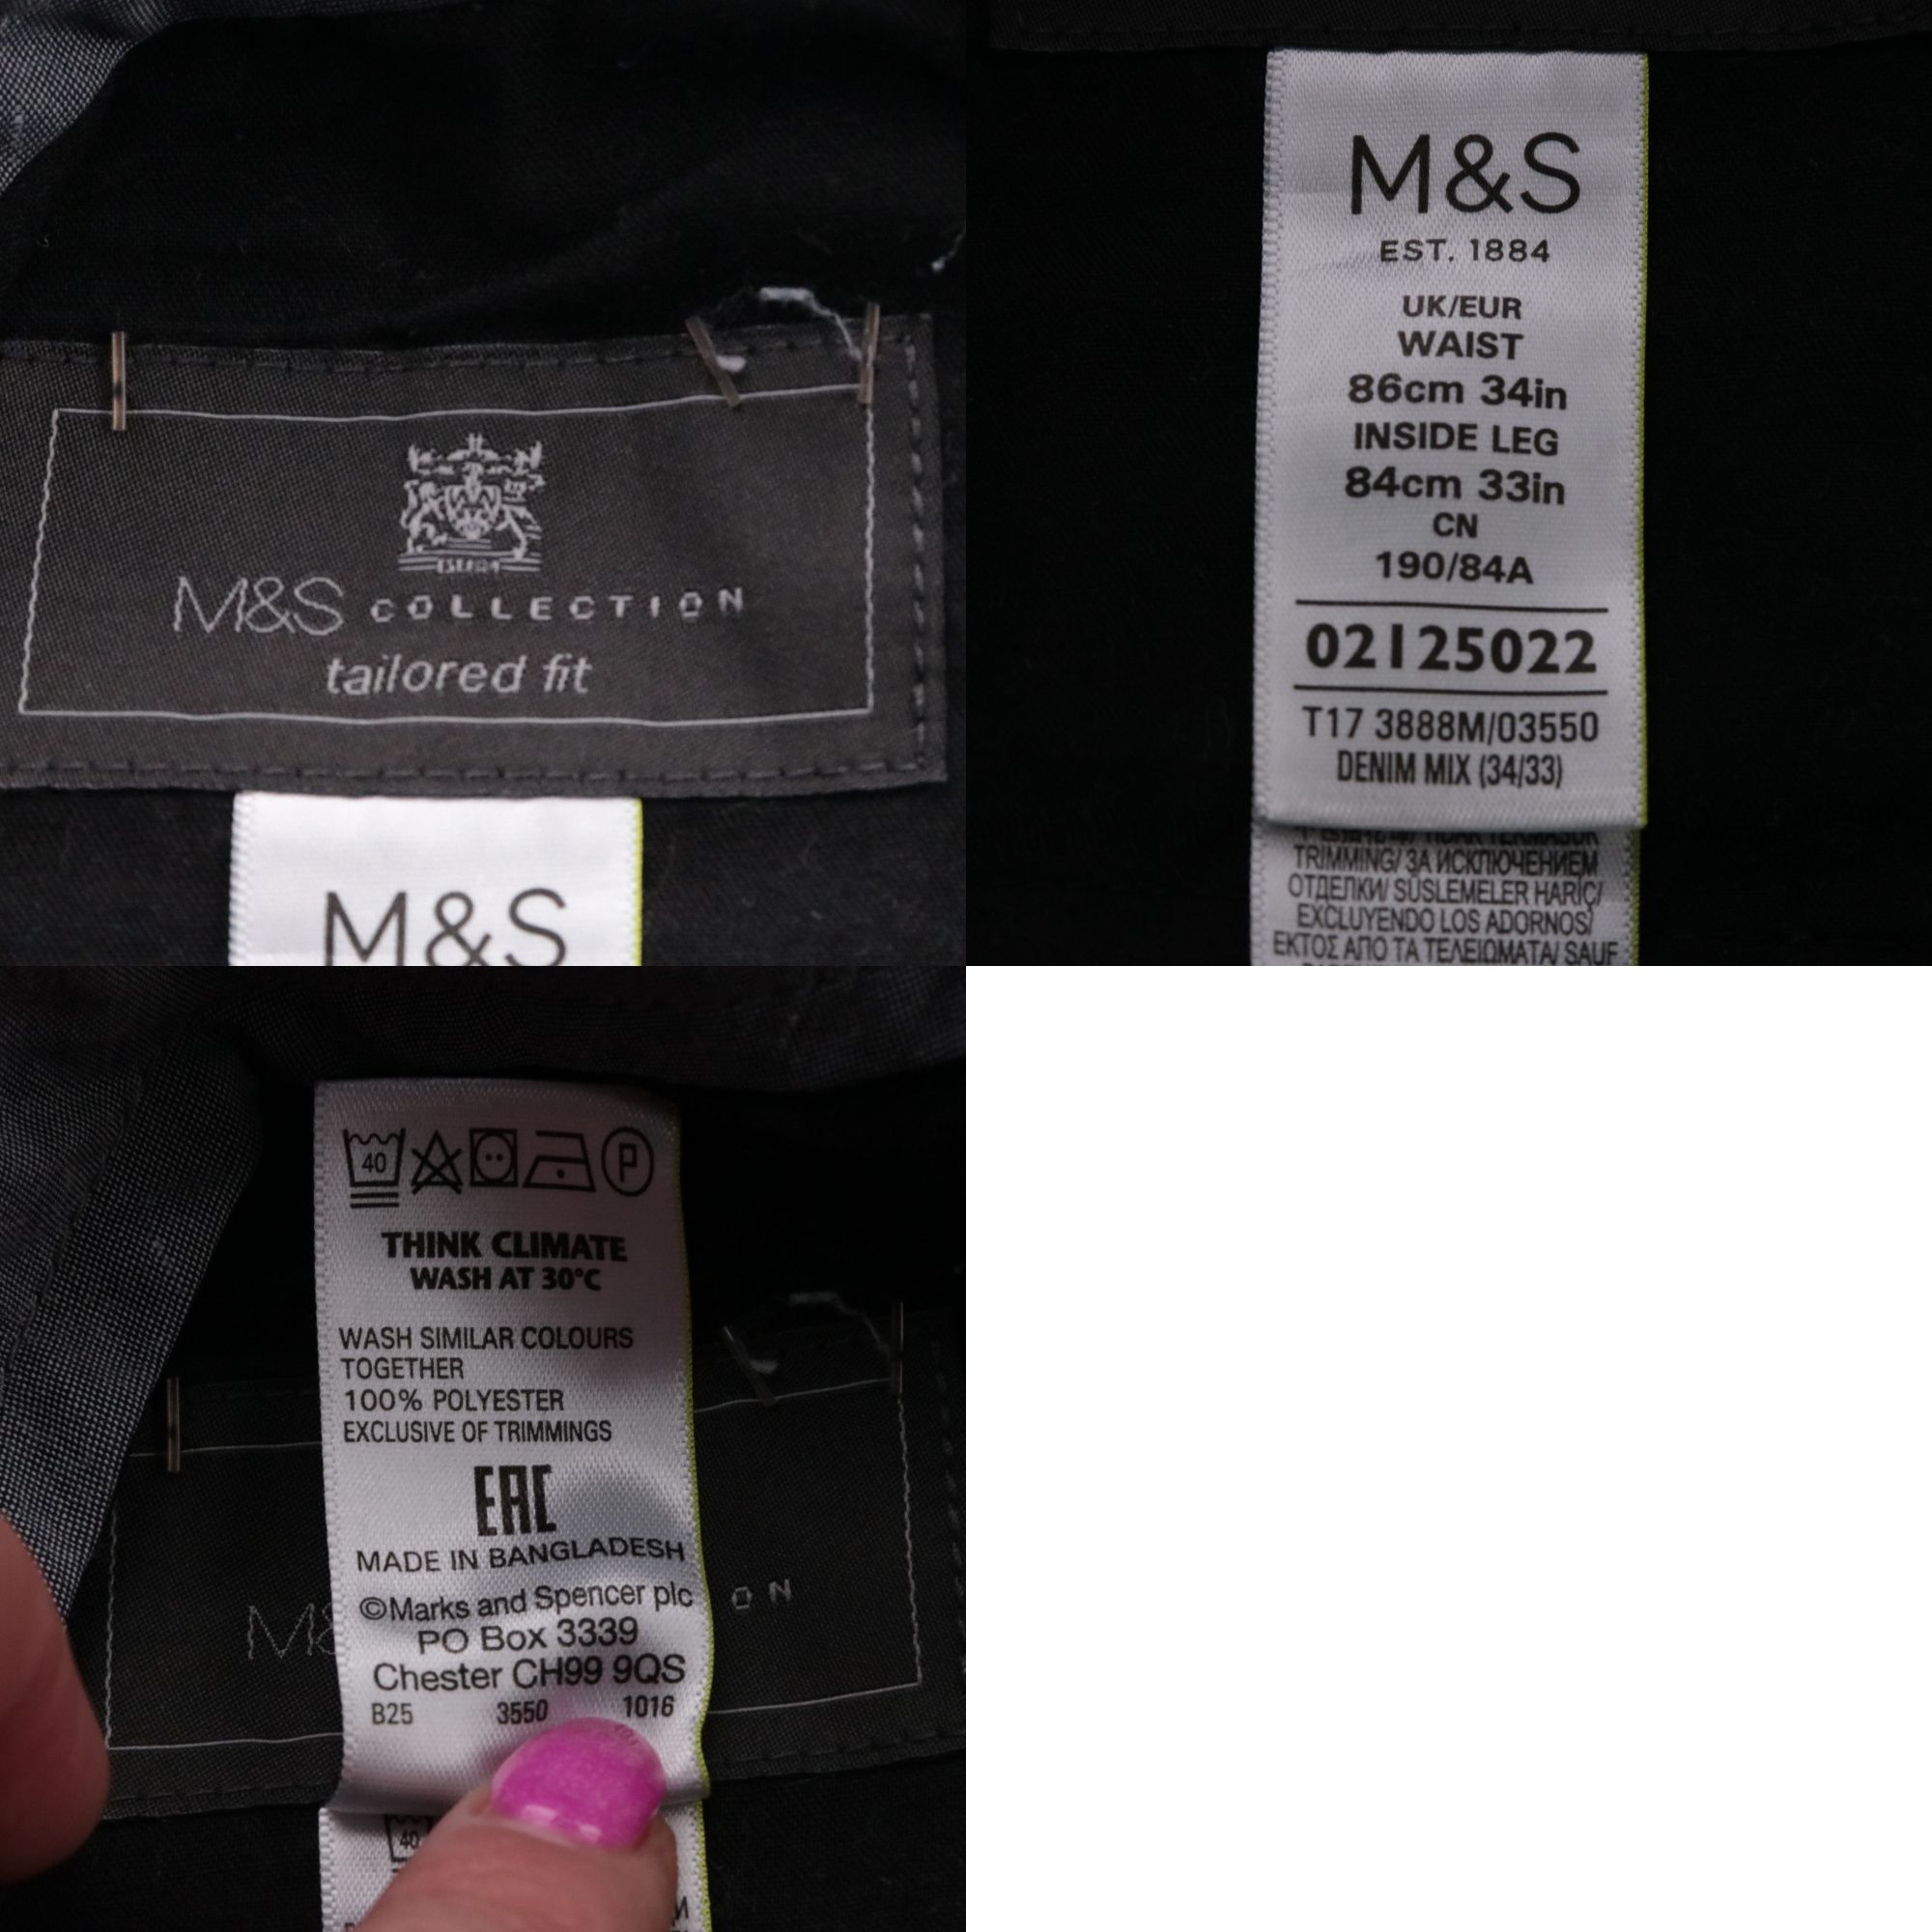 M&S COLLECTION
tailored fit
M&S
M&S
EST. 1884
UK/EUR
WAIST
86cm 34in
INSIDE LEG
84cm 33in
CN
190/84A
02125022
T17 3888M/03550
DENIM MIX (34/33)
TRIMMING/ ЗА ИСКЛЮЧЕНИЕМ
ОТДЕЛКИ/ SÜSLEMELER HARİÇ/
EXCLUYENDO LOS ADORNOS/
ΕΚΤΟΣ ΑΠΟ ΤΑ ΤΕΛΕΙΩΜΑΤΑ/ SAUF
40
P
THINK CLIMATE
WASH AT 30°C
WASH SIMILAR COLOURS
TOGETHER
100% POLYESTER
EXCLUSIVE OF TRIMMINGS
EAC
MADE IN BANGLADESH
©Marks and Spencer plc
PO Box 3339
Chester CH99 9QS
B25 3550 1016
M
ON
40